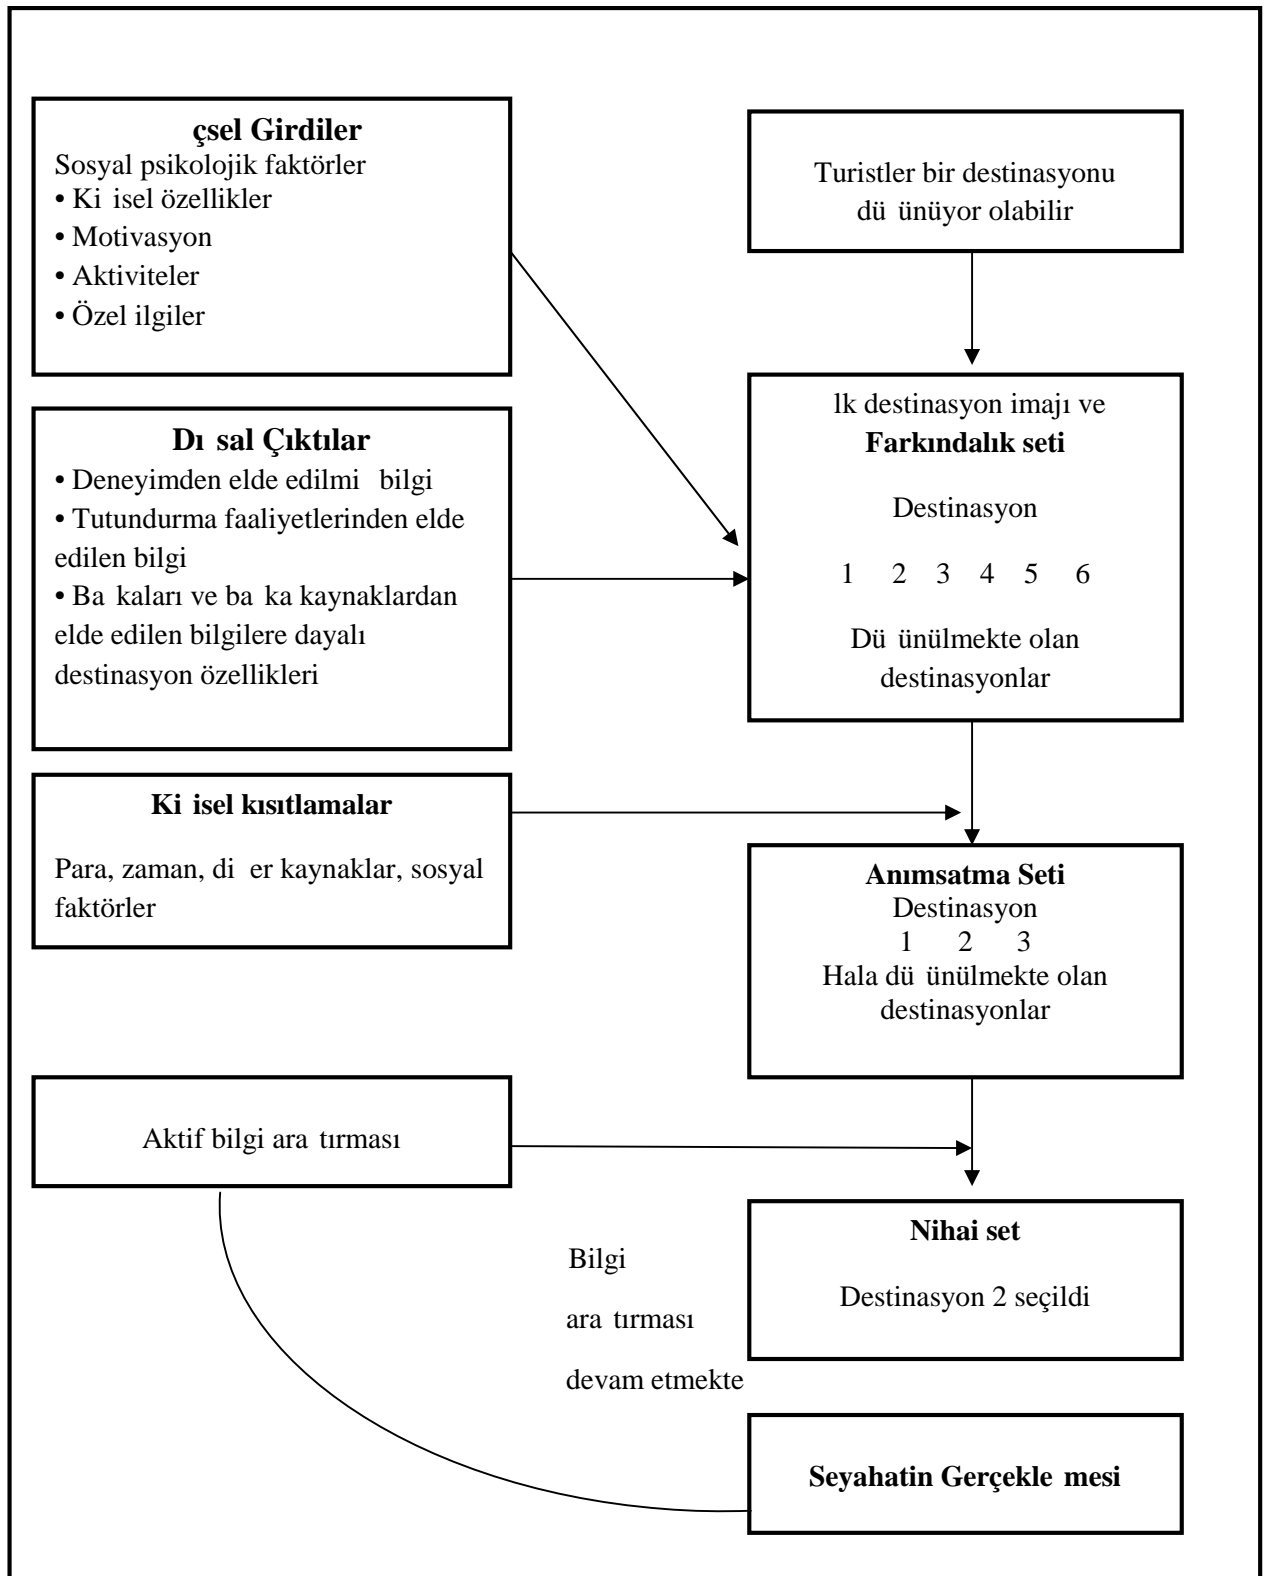 çsel Girdiler
Sosyal psikolojik faktörler
• Ki isel özellikler
• Motivasyon
• Aktiviteler
• Özel ilgiler
Turistler bir destinasyonu
dü ünüyor olabilir
Dı sal Çıktılar
• Deneyimden elde edilmi bilgi
• Tutundurma faaliyetlerinden elde
edilen bilgi
• Ba kaları ve ba ka kaynaklardan
elde edilen bilgilere dayalı
destinasyon özellikleri
lk destinasyon imajı ve
Farkındalık seti
Destinasyon
1 2 3 4 5 6
Dü ünülmekte olan
destinasyonlar
Ki isel kısıtlamalar
Para, zaman, di er kaynaklar, sosyal
faktörler
Anımsatma Seti
Destinasyon
1 2 3
Hala dü ünülmekte olan
destinasyonlar
Aktif bilgi ara tırması
Nihai set
Destinasyon 2 seçildi
Bilgi
ara tırması
devam etmekte
Seyahatin Gerçekle mesi